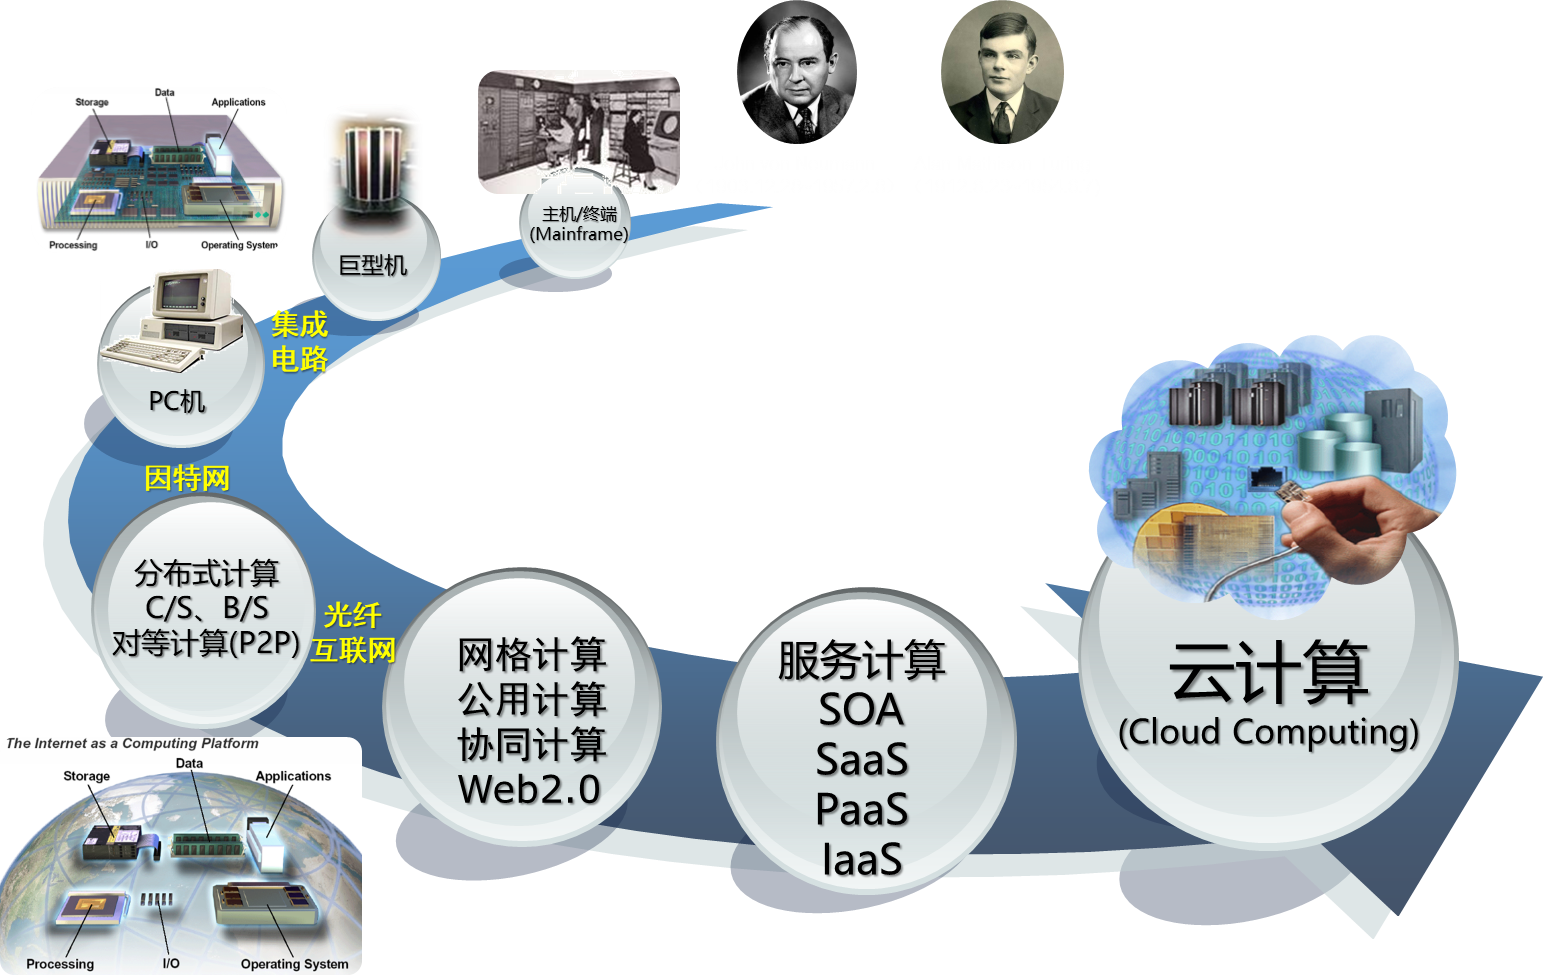 Data
Storage
Applications
Processing
I/O
Operating System
主机/终端
(Mainframe)
巨型机
集成
电路
PC机
因特网
分布式计算
C/S、B/S
对等计算(P2P)
光纤
互联网
网格计算
公用计算
协同计算
Web2.0
服务计算
SOA
SaaS
PaaS
IaaS
云计算
(Cloud Computing)
The Internet as a Computing Platform
Data
Storage
Applications
Processing
I/O
Operating System